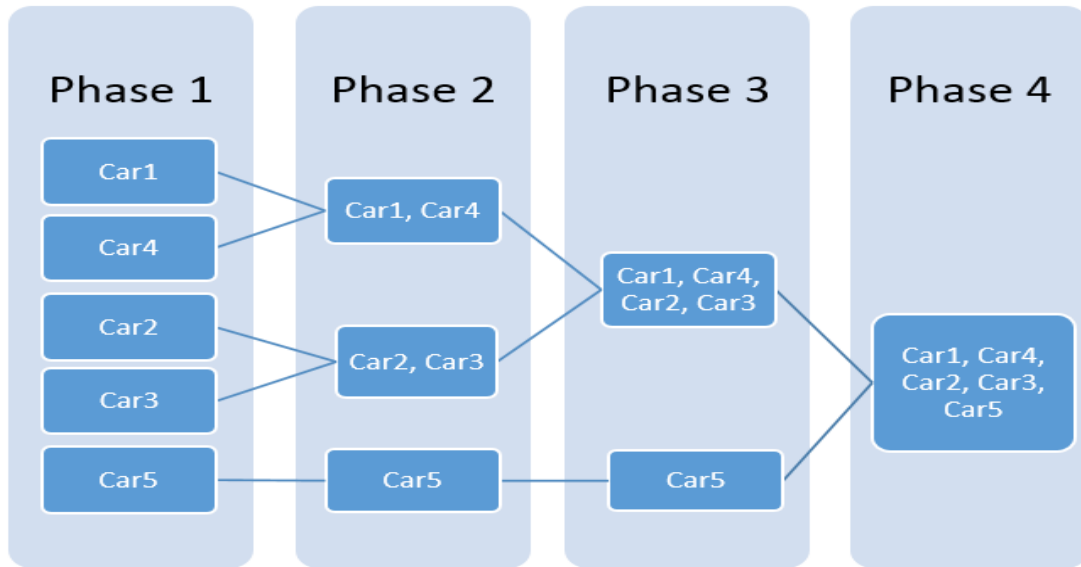 Phase 1
Car1
Car4
Car2
Car3
Car5
Phase 2
Car1, Car4
Car2, Car3
Car5
Phase 3
Car1, Car4,
Car2, Car3
Car5
Phase 4
Car1, Car4,
Car2, Car3,
Car5